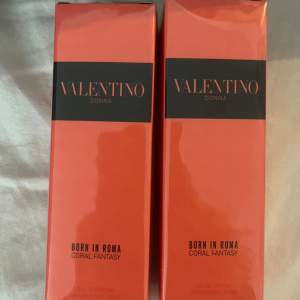 VALENTINO
DONNA
BORN IN ROMA
CORAL FANTASY
VALENTINO
DONNA
BORN IN ROMA
CORAL FANTASY